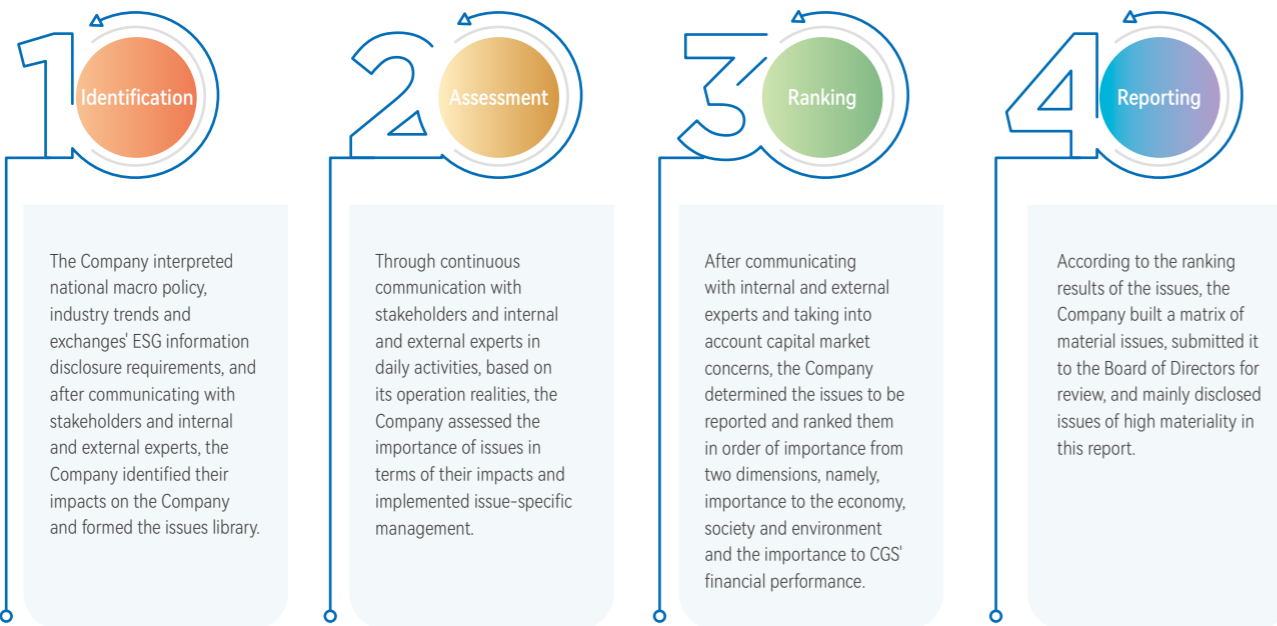 1
Identification
The Company interpreted
national macro policy,
industry trends and
exchanges' ESG information
disclosure requirements, and
after communicating with
stakeholders and internal
and external experts, the
Company identified their
impacts on the Company
and formed the issues library.
2
Assessment
Through continuous
communication with
stakeholders and internal
and external experts in
daily activities, based on
its operation realities, the
Company assessed the
importance of issues in
terms of their impacts and
implemented issue-specific
management.
3
Ranking
After communicating
with internal and external
experts and taking into
account capital market
concerns, the Company
determined the issues to be
reported and ranked them
in order of importance from
two dimensions, namely,
importance to the economy,
society and environment
and the importance to CGS'
financial performance.
4
Reporting
According to the ranking
results of the issues, the
Company built a matrix of
material issues, submitted it
to the Board of Directors for
review, and mainly disclosed
issues of high materiality in
this report.